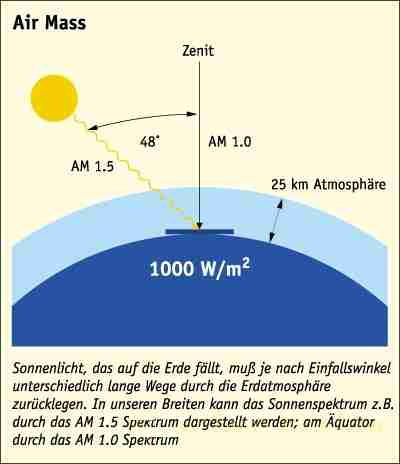 Air Mass
Zenit
48°
AM 1.0
AM 1.5
25 km Atmosphäre
1000 W/m²
Sonnenlicht, das auf die Erde fällt, muß je nach Einfallswinkel
unterschiedlich lange Wege durch die Erdatmosphäre
zurücklegen. In unseren Breiten kann das Sonnenspektrum z.B.
durch das AM 1.5 Spektrum dargestellt werden; am Äquator
durch das AM 1.0 Spektrum